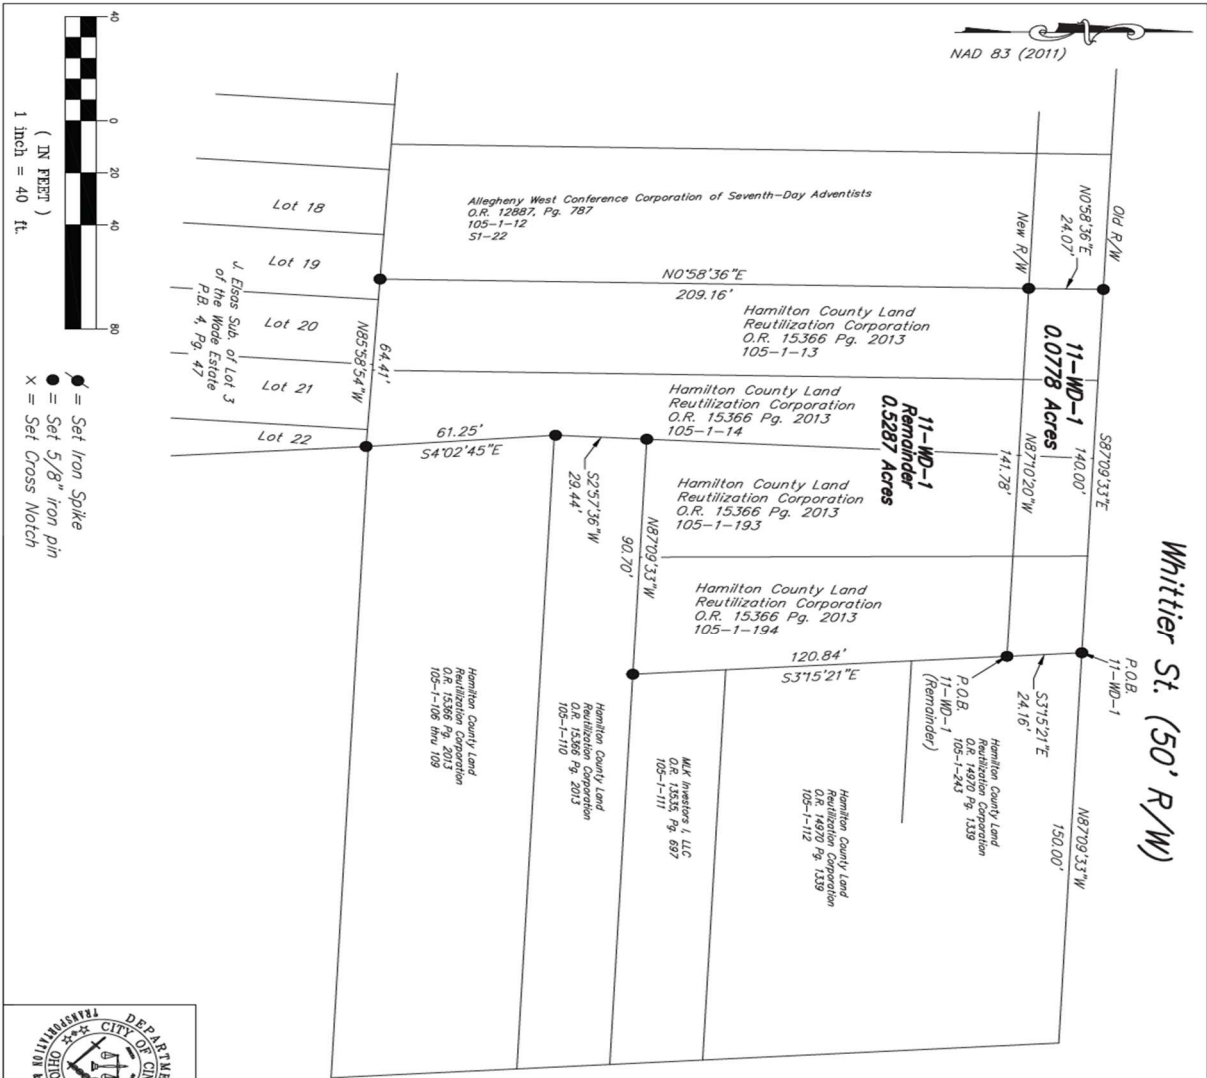 NAD 83 (2011)
Whittier St. (50' R/W)
Old R/W
New R/W
N0°58'36"E
24.07'
S87°09'33"E
140.00'
11-WD-1
0.0778 Acres
N87°10'20"W
141.78'
P.O.B.
11-WD-1
S3°15'21"E
24.16'
N87°09'33"W
150.00'
P.O.B.
11-WD-1
(Remainder)
Hamilton County Land
Reutilization Corporation
O.R. 14970 Pg. 1339
105-1-243
Allegheny West Conference Corporation of Seventh-Day Adventists
O.R. 12887, Pg. 787
105-1-12
S1-22
N0°58'36"E
209.16'
Hamilton County Land
Reutilization Corporation
O.R. 15366 Pg. 2013
105-1-13
Hamilton County Land
Reutilization Corporation
O.R. 15366 Pg. 2013
105-1-14
11-WD-1
Remainder
0.5287 Acres
Hamilton County Land
Reutilization Corporation
O.R. 15366 Pg. 2013
105-1-193
Hamilton County Land
Reutilization Corporation
O.R. 15366 Pg. 2013
105-1-194
120.84'
S3°15'21"E
N87°09'33"W
90.70'
S2°57'36"W
29.44'
61.25'
S4°02'45"E
64.41'
N85°58'54"W
Lot 18
Lot 19
Lot 20
Lot 21
Lot 22
J. Elsas Sub. of Lot 3
of the Wade Estate
P.B. 4, Pg. 47
Hamilton County Land
Reutilization Corporation
O.R. 14970 Pg. 1339
105-1-112
MLK Investors I, LLC
O.R. 13535, Pg. 697
105-1-111
Hamilton County Land
Reutilization Corporation
O.R. 15366 Pg. 2013
105-1-110
Hamilton County Land
Reutilization Corporation
O.R. 15366 Pg. 2013
105-1-106 thru 109
40 0 20 40 80
( IN FEET )
1 inch = 40 ft.
= Set Iron Spike
= Set 5/8" iron pin
x = Set Cross Notch
CITY OF
OHIO